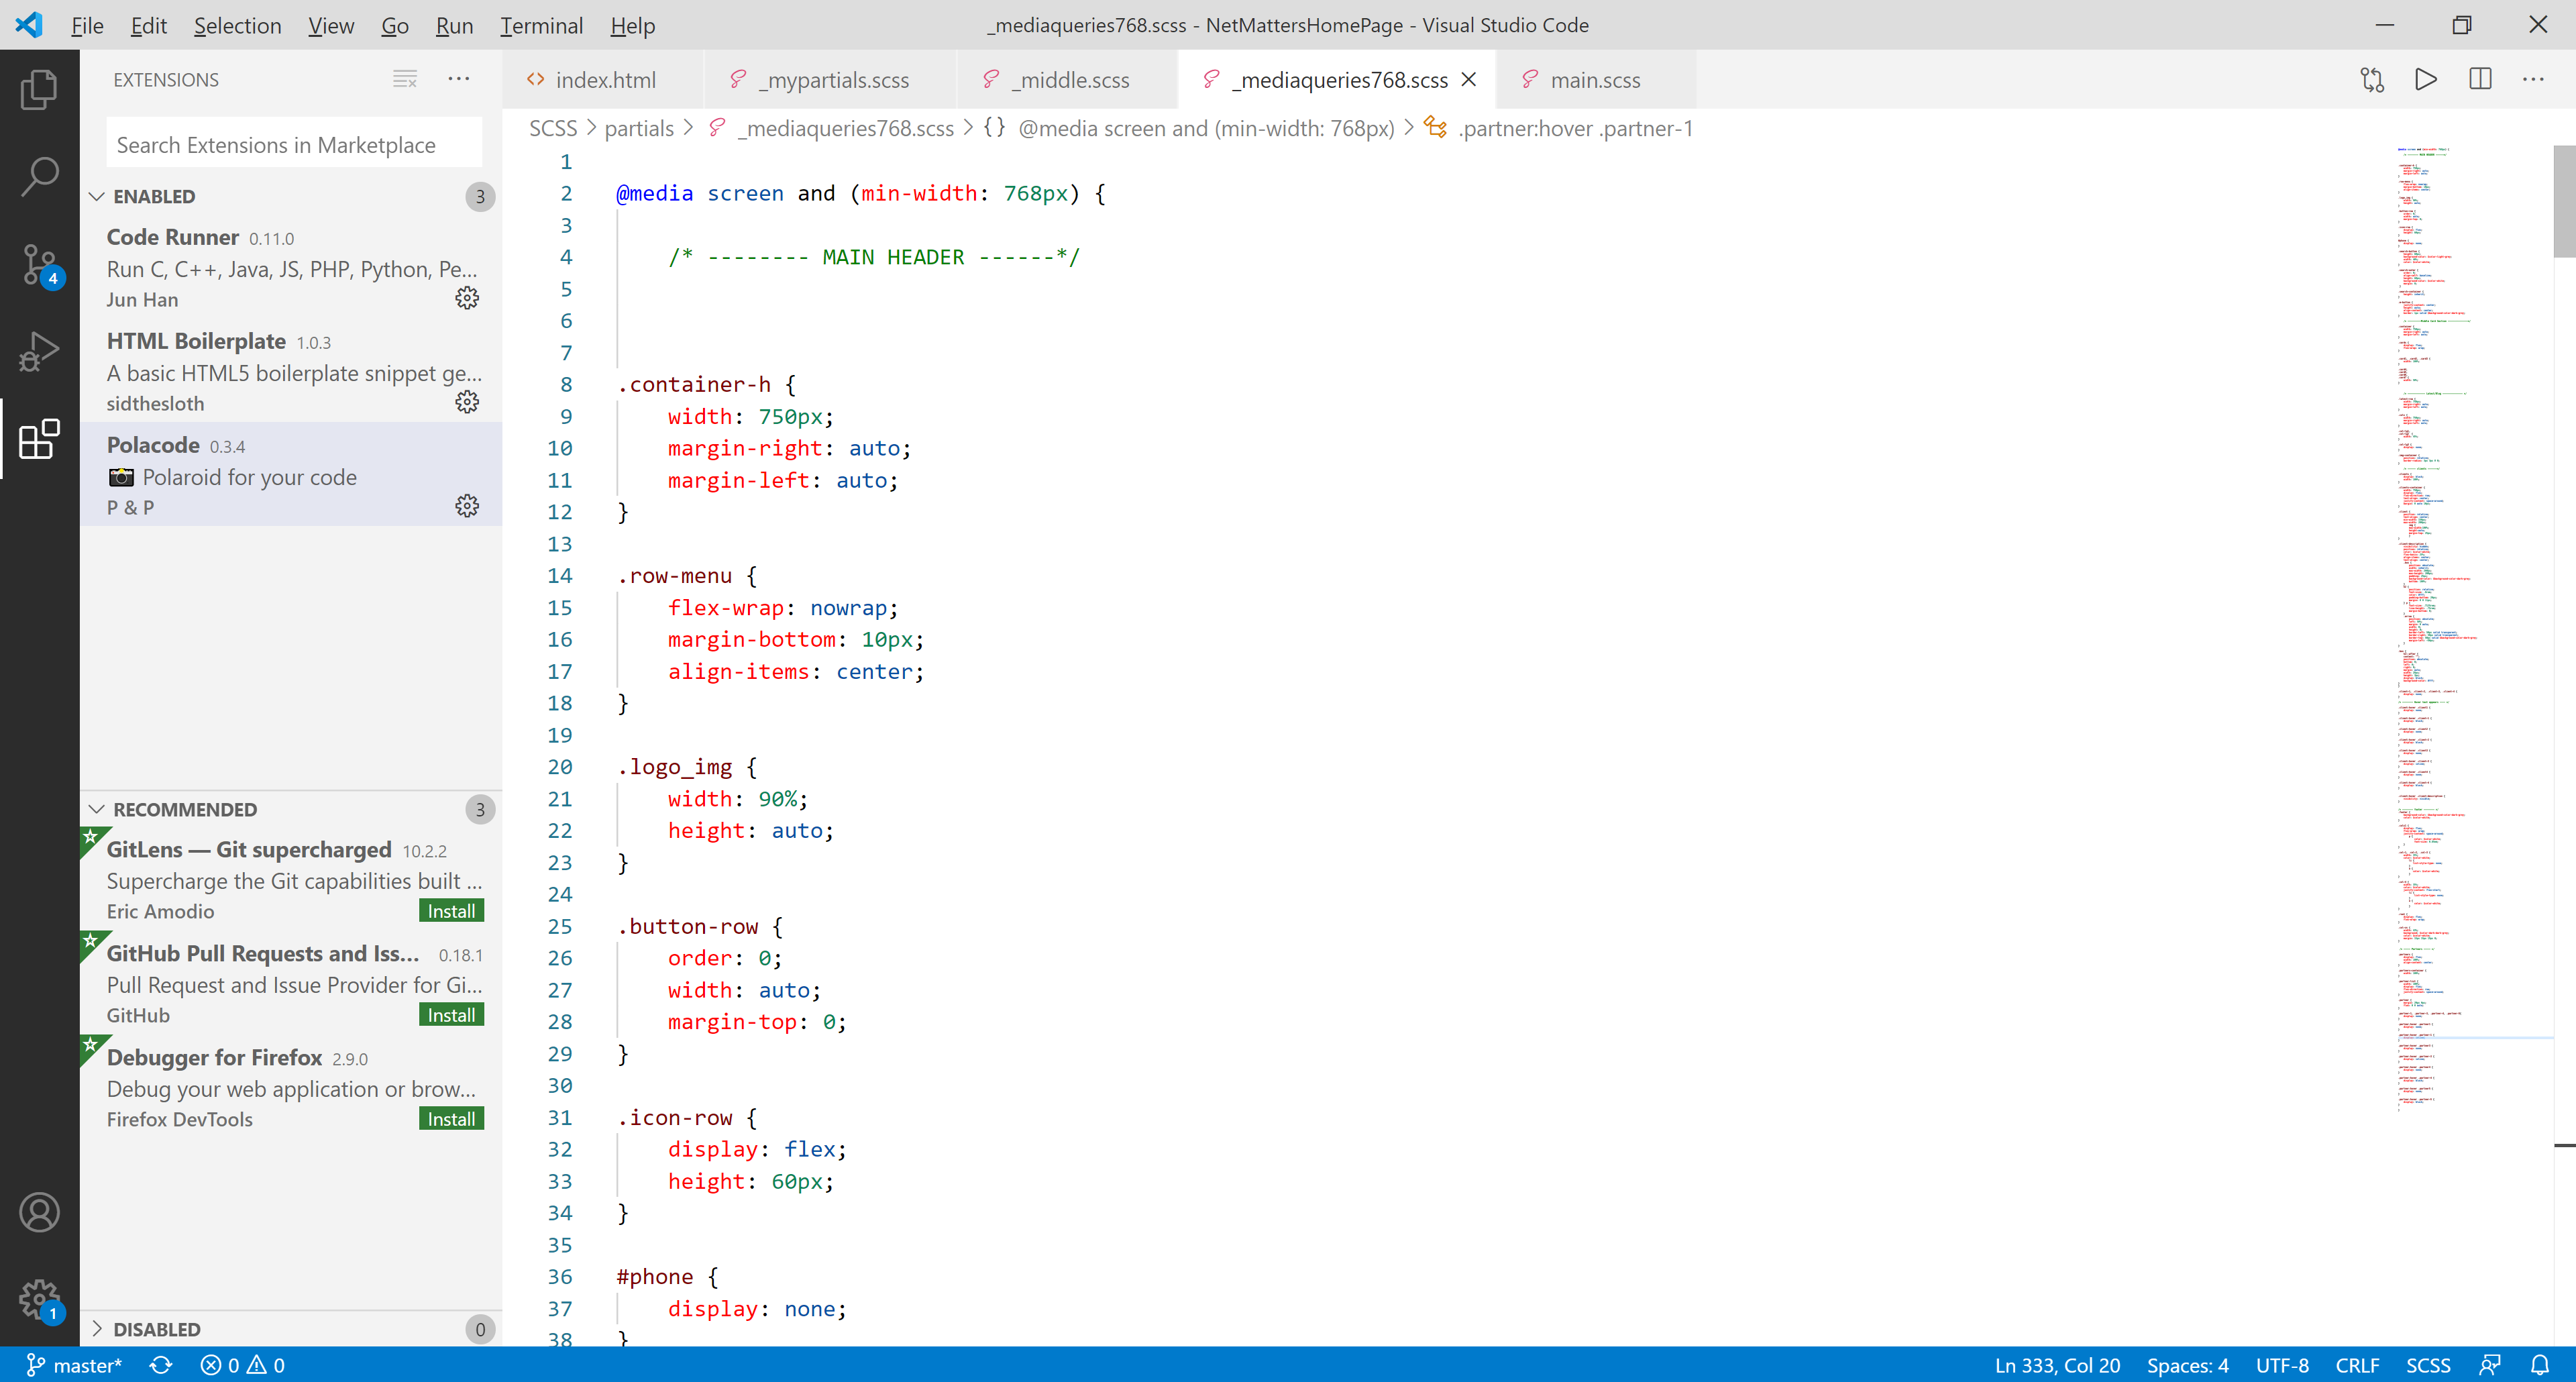 File Edit Selection View Go Run Terminal Help
_mediaqueries768.scss - NetMattersHomePage - Visual Studio Code
EXTENSIONS
Search Extensions in Marketplace
ENABLED 3
Code Runner 0.11.0
Run C, C++, Java, JS, PHP, Python, Pe...
Jun Han
HTML Boilerplate 1.0.3
A basic HTML5 boilerplate snippet ge...
sidthesloth
Polacode 0.3.4
📷 Polaroid for your code
P & P
RECOMMENDED 3
GitLens — Git supercharged 10.2.2
Supercharge the Git capabilities built ...
Eric Amodio Install
GitHub Pull Requests and Iss... 0.18.1
Pull Request and Issue Provider for Gi...
GitHub Install
Debugger for Firefox 2.9.0
Debug your web application or brow...
Firefox DevTools Install
DISABLED 0
4
1
index.html _mypartials.scss _middle.scss _mediaqueries768.scss main.scss
SCSS > partials > _mediaqueries768.scss > {} @media screen and (min-width: 768px) > .partner:hover .partner-1
1
2 @media screen and (min-width: 768px) {
3
4 /* -------- MAIN HEADER ------*/
5
6
7
8 .container-h {
9 width: 750px;
10 margin-right: auto;
11 margin-left: auto;
12 }
13
14 .row-menu {
15 flex-wrap: nowrap;
16 margin-bottom: 10px;
17 align-items: center;
18 }
19
20 .logo_img {
21 width: 90%;
22 height: auto;
23 }
24
25 .button-row {
26 order: 0;
27 width: auto;
28 margin-top: 0;
29 }
30
31 .icon-row {
32 display: flex;
33 height: 60px;
34 }
35
36 #phone {
37 display: none;
38 }
master* 0 0 Ln 333, Col 20 Spaces: 4 UTF-8 CRLF SCSS